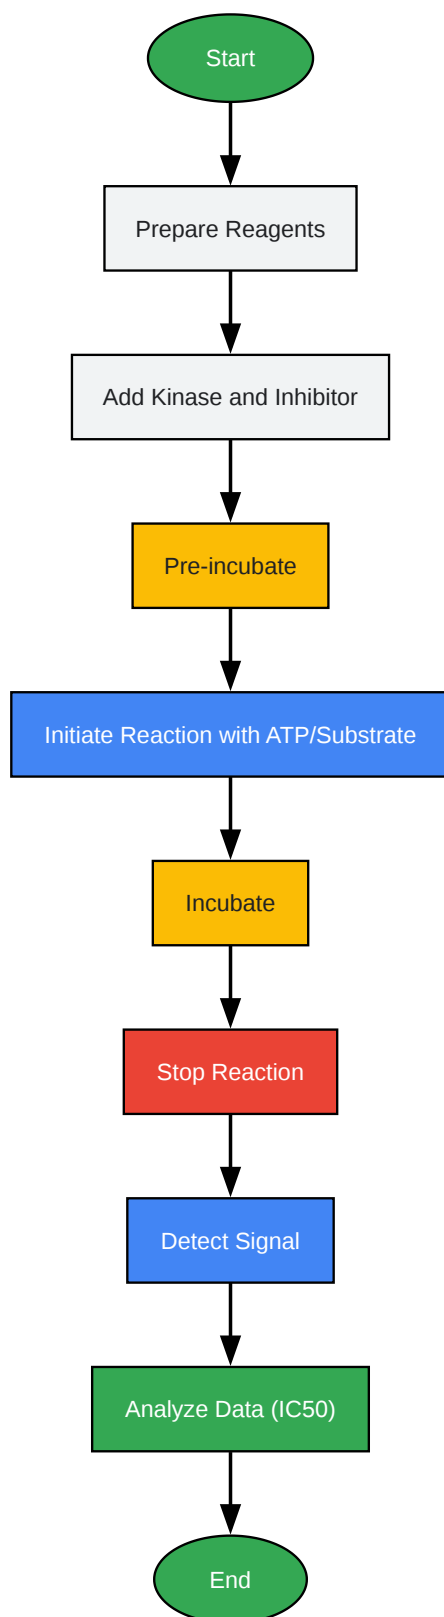 Start
Prepare Reagents
Add Kinase and Inhibitor
Pre-incubate
Initiate Reaction with ATP/Substrate
Incubate
Stop Reaction
Detect Signal
Analyze Data (IC50)
End